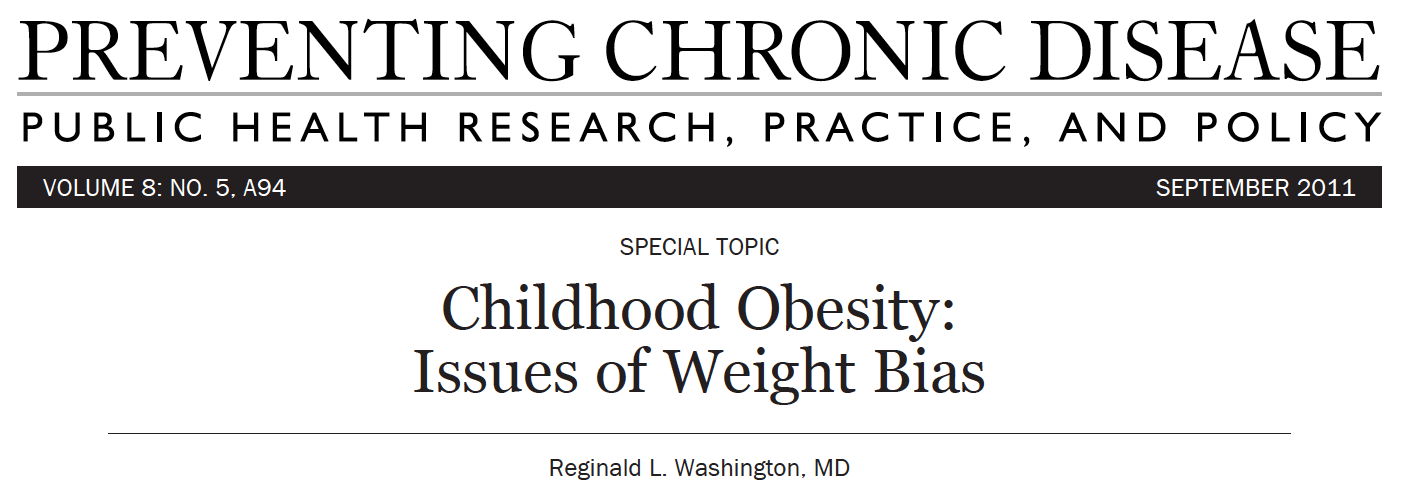 PREVENTING CHRONIC DISEASE
PUBLIC HEALTH RESEARCH, PRACTICE, AND POLICY
VOLUME 8: NO. 5, A94 SEPTEMBER 2011
SPECIAL TOPIC
Childhood Obesity:
Issues of Weight Bias
Reginald L. Washington, MD